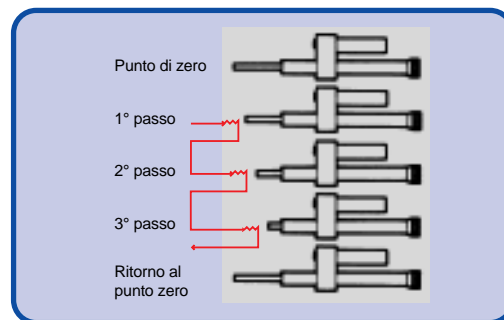 Punto di zero
1° passo
2° passo
3° passo
Ritorno al
punto zero